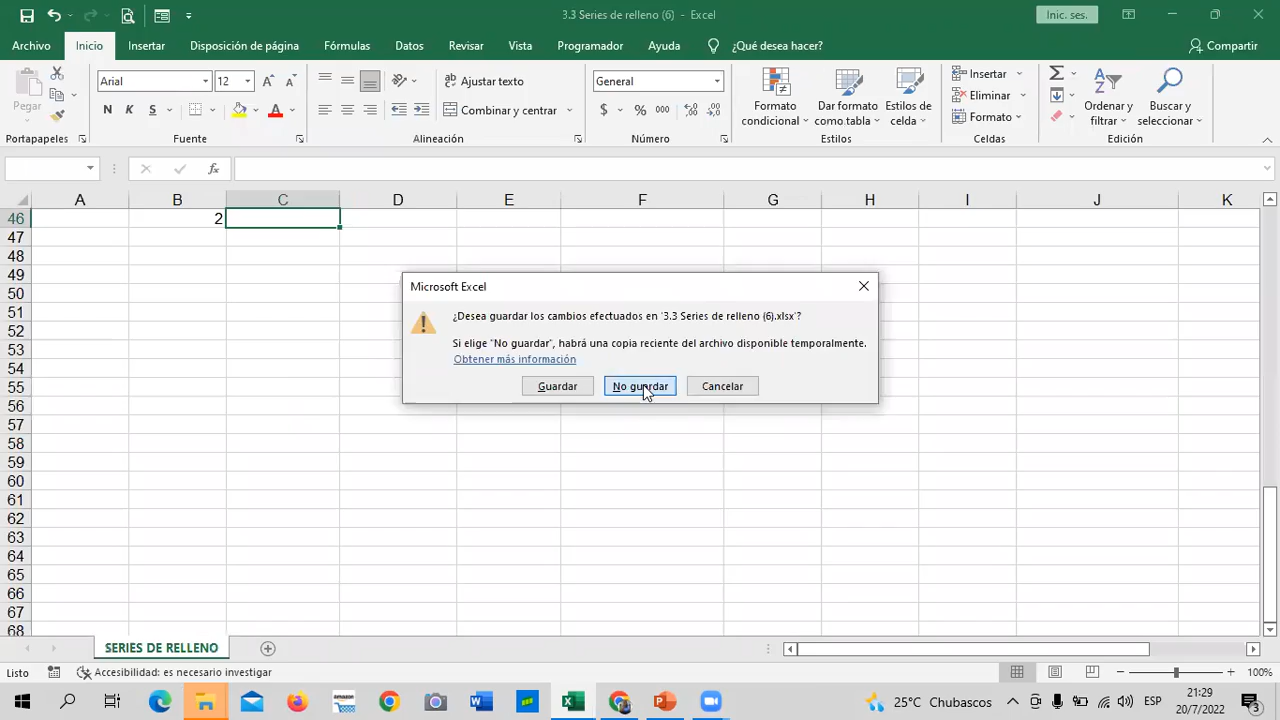 3.3 Series de relleno (6) - Excel
Inic. ses.
Archivo Inicio Insertar Disposición de página Fórmulas Datos Revisar Vista Programador Ayuda ¿Qué desea hacer? Compartir
Pegar
Arial 12
N K S
Ajustar texto
Combinar y centrar
General
$ % 000
Formato condicional
Dar formato como tabla
Estilos de celda
Insertar
Eliminar
Formato
Ordenar y filtrar
Buscar y seleccionar
Portapapeles Fuente Alineación Número Estilos Celdas Edición
fx
A B C D E F G H I J K
46 2
47
48
49
50
51
52
53
54
55
56
57
58
59
60
61
62
63
64
65
66
67
68
Microsoft Excel
¿Desea guardar los cambios efectuados en '3.3 Series de relleno (6).xlsx'?
Si elige "No guardar", habrá una copia reciente del archivo disponible temporalmente.
Obtener más información
Guardar No guardar Cancelar
SERIES DE RELLENO
Listo Accesibilidad: es necesario investigar 100%
25°C Chubascos ESP 21:29
20/7/2022 3